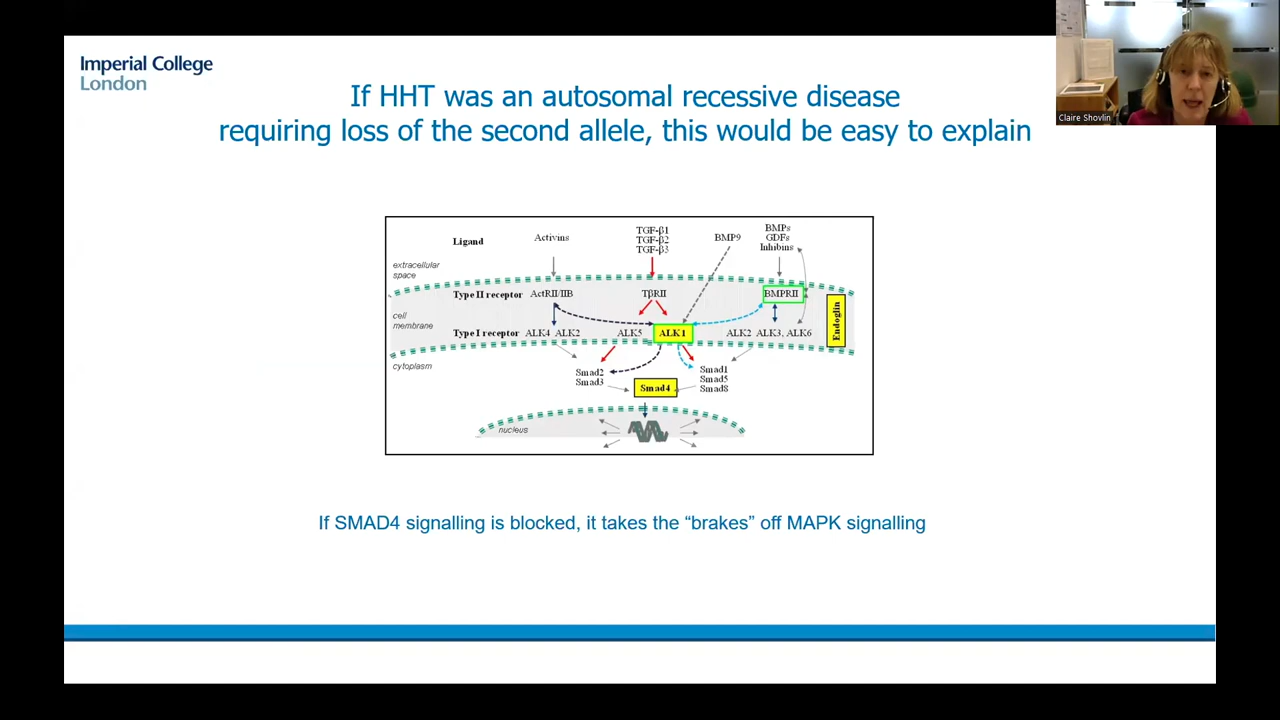 Imperial College
London
If HHT was an autosomal recessive disease
requiring loss of the second allele, this would be easy to explain
Claire Shovlin
Ligand
Activins
TGF-β1
TGF-β2
TGF-β3
BMP9
BMPs
GDFs
Inhibins
extracellular
space
Type II receptor
ActRII/IIB
TβRII
BMPRII
Endoglin
cell
membrane
Type I receptor
ALK4 ALK2
ALK5
ALK1
ALK2
ALK3, ALK6
cytoplasm
Smad2
Smad3
Smad4
Smad1
Smad5
Smad8
nucleus
If SMAD4 signalling is blocked, it takes the “brakes” off MAPK signalling